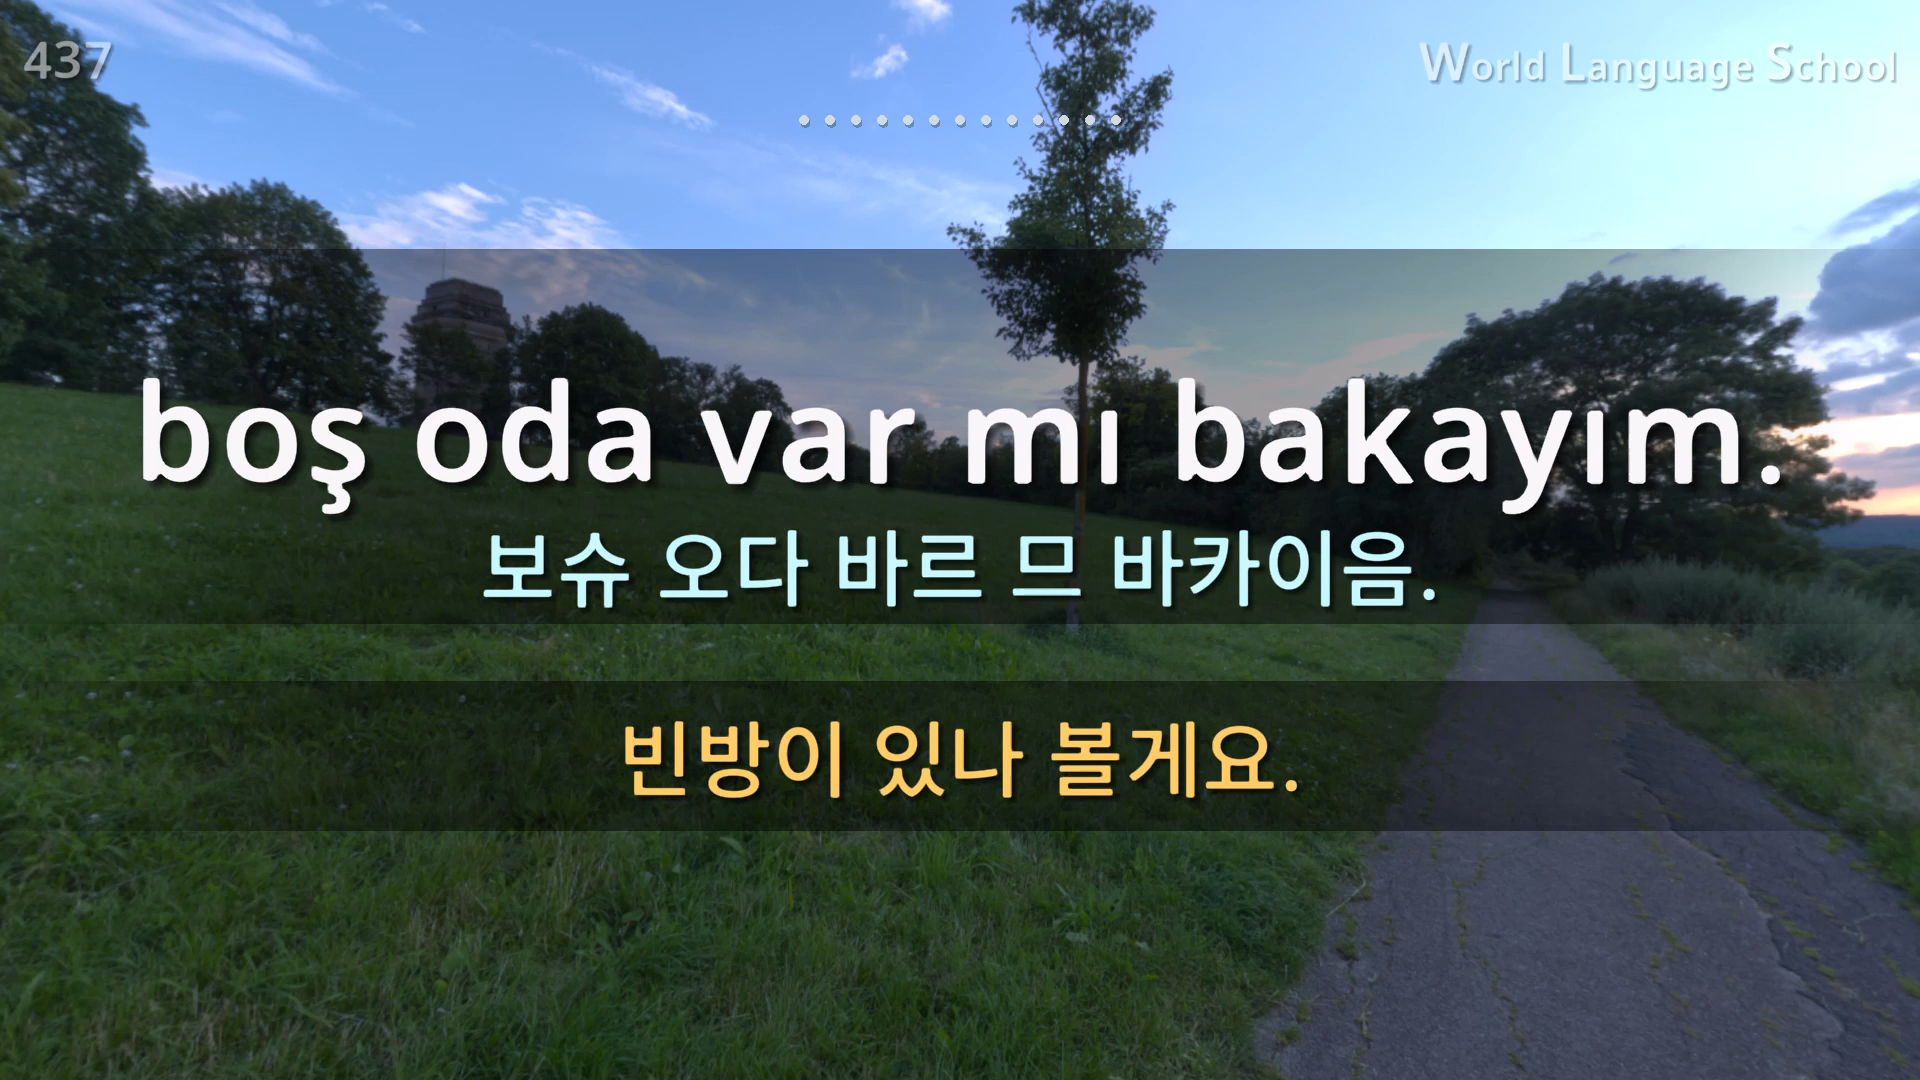 437
World Language School
boş oda var mı bakayım.
보슈 오다 바르 므 바카이음.
빈방이 있나 볼게요.